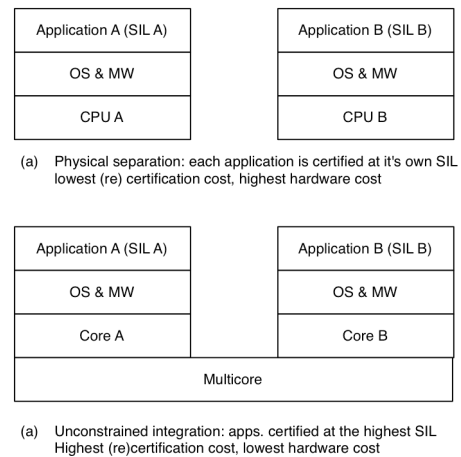 Application A (SIL A) Application B (SIL B)
OS & MW OS & MW
CPU A CPU B
(a) Physical separation: each application is certified at it's own SIL
lowest (re) certification cost, highest hardware cost
Application A (SIL A) Application B (SIL B)
OS & MW OS & MW
Core A Core B
Multicore
(a) Unconstrained integration: apps. certified at the highest SIL
Highest (re)certification cost, lowest hardware cost